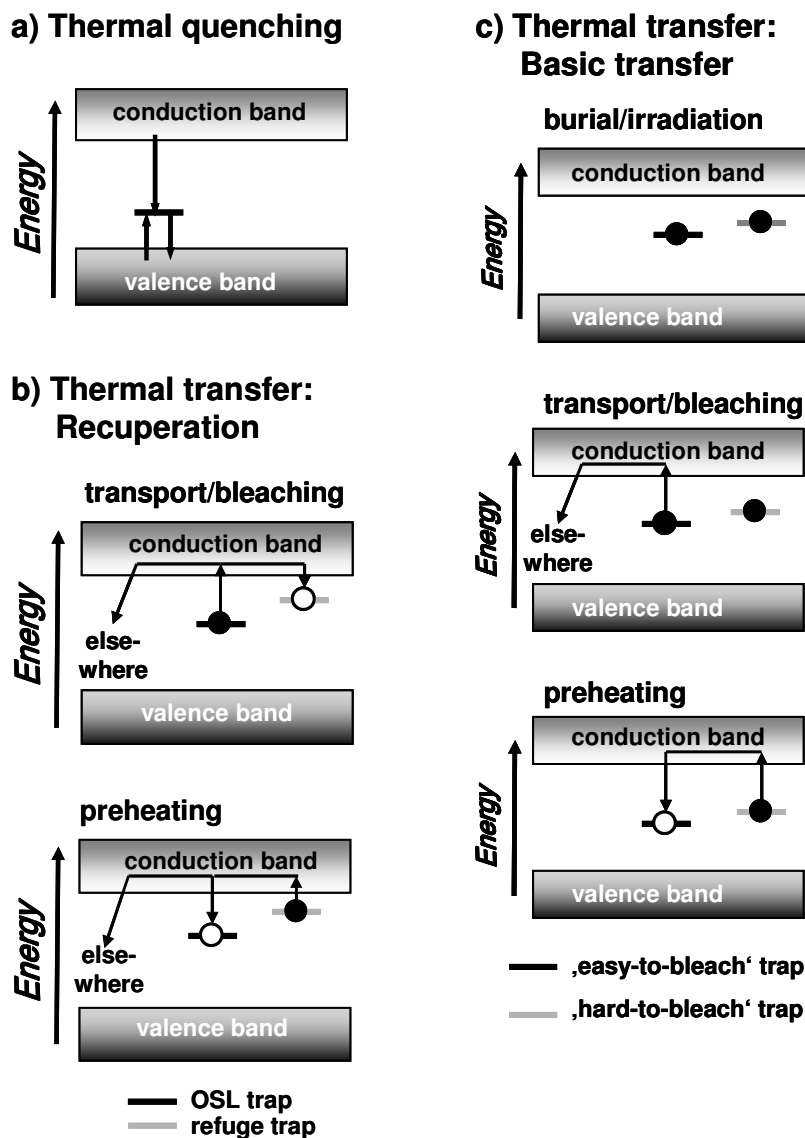 a) Thermal quenching
Energy
conduction band
valence band
b) Thermal transfer:
Recuperation
transport/bleaching
Energy
conduction band
else-
where
valence band
preheating
Energy
conduction band
else-
where
valence band
OSL trap
refuge trap
c) Thermal transfer:
Basic transfer
burial/irradiation
Energy
conduction band
valence band
transport/bleaching
Energy
conduction band
else-
where
valence band
preheating
Energy
conduction band
valence band
‚easy-to-bleach‘ trap
‚hard-to-bleach‘ trap